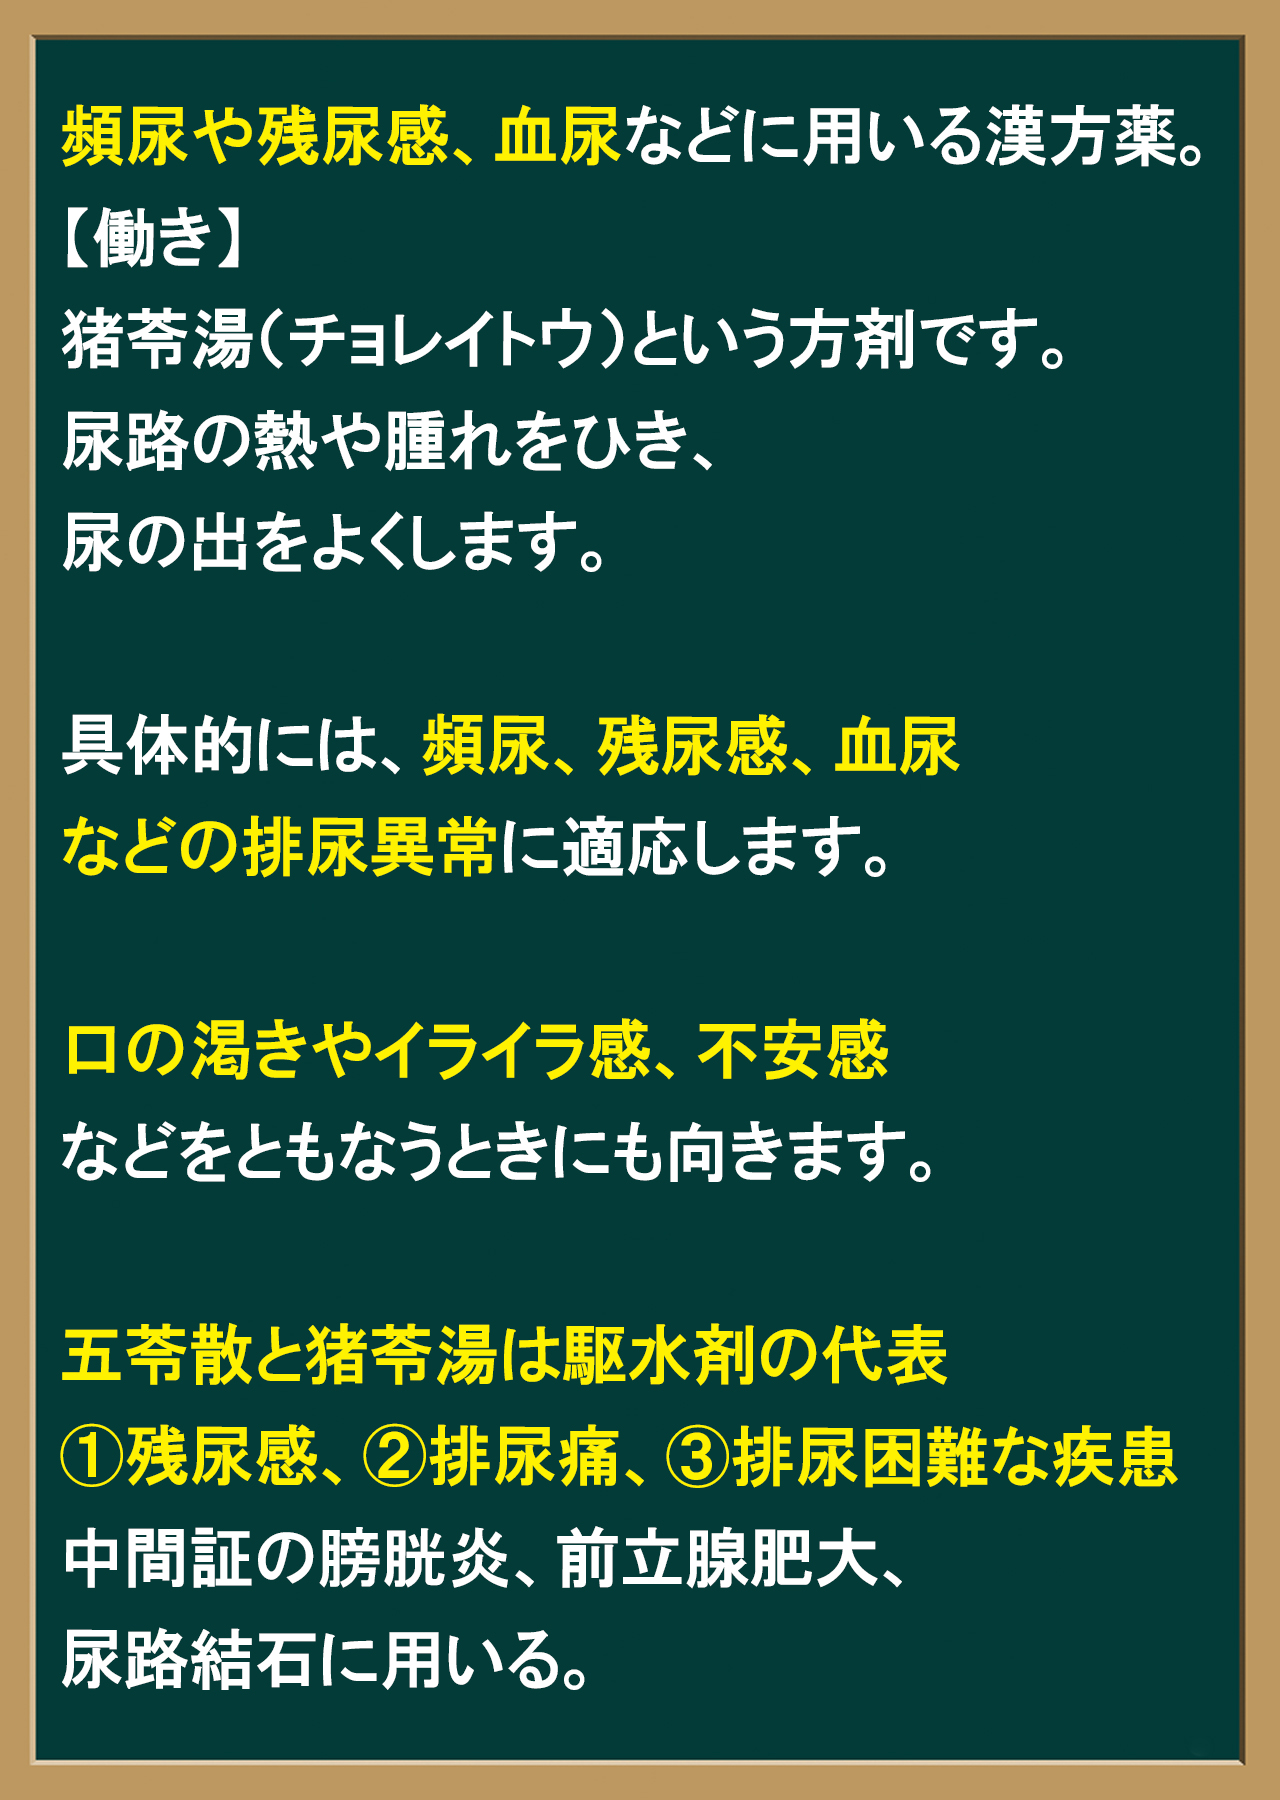 頻尿や残尿感、血尿などに用いる漢方薬。
【働き】
猪苓湯（チョレイトウ）という方剤です。
尿路の熱や腫れをひき、
尿の出をよくします。
具体的には、頻尿、残尿感、血尿
などの排尿異常に適応します。
口の渇きやイライラ感、不安感
などをともなうときにも向きます。
五苓散と猪苓湯は駆水剤の代表
①残尿感、②排尿痛、③排尿困難な疾患
中間証の膀胱炎、前立腺肥大、
尿路結石に用いる。